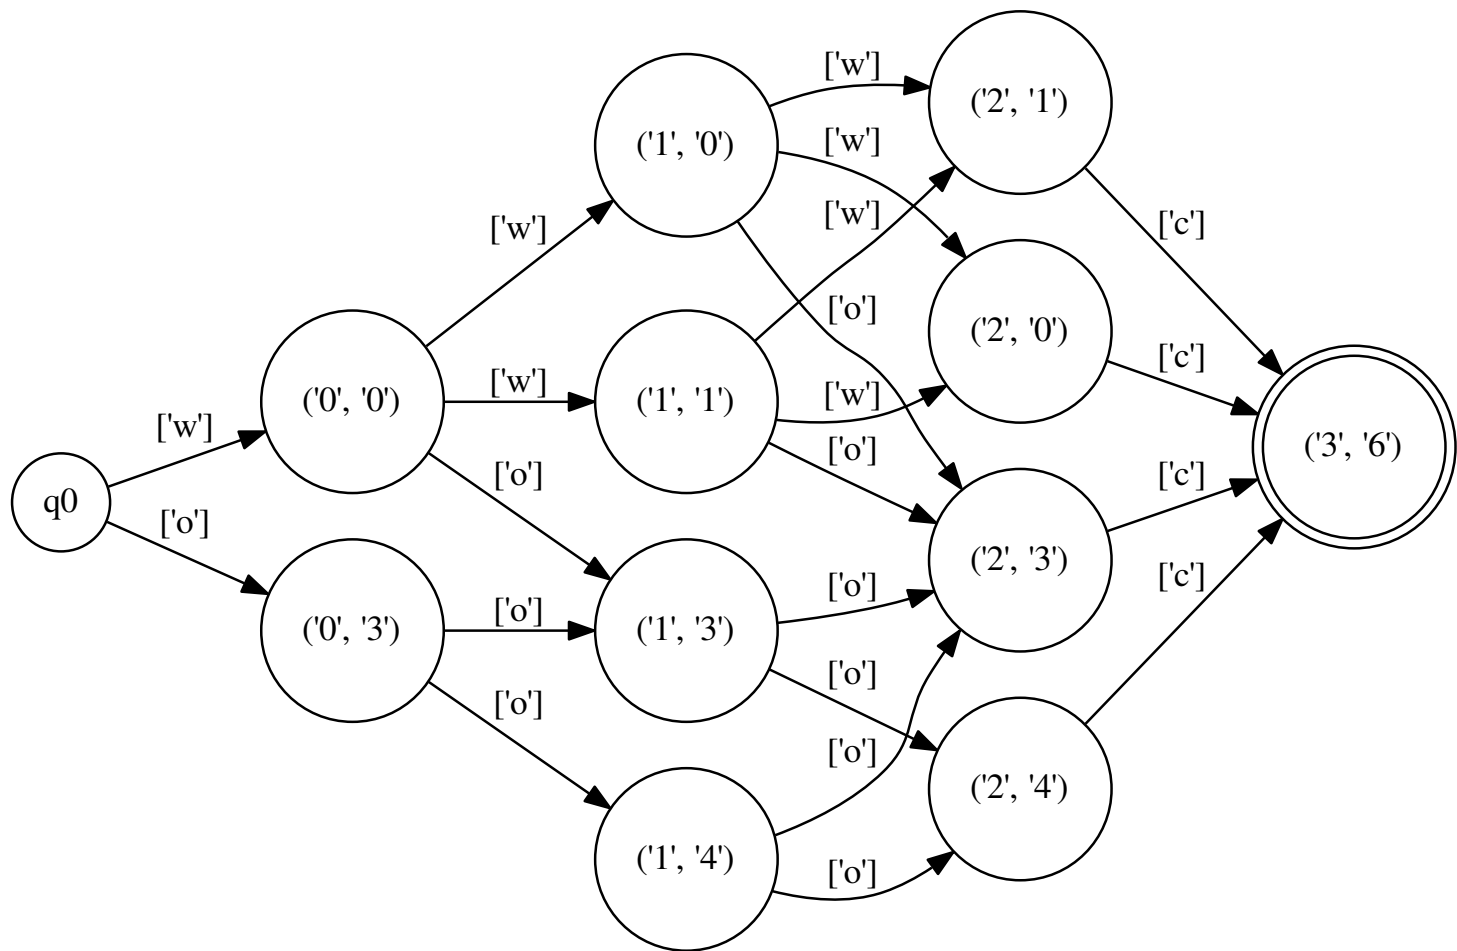 ['w']
('2', '1')
['w']
('1', '0')
['w']
['c']
['w']
['o']
('2', '0')
['c']
['w']
['w']
('0', '0')
('1', '1')
['w']
['o']
('3', '6')
['w']
['o']
['c']
q0
['o']
('2', '3')
['c']
['o']
['o']
('0', '3')
('1', '3')
['o']
['o']
['o']
('2', '4')
('1', '4')
['o']